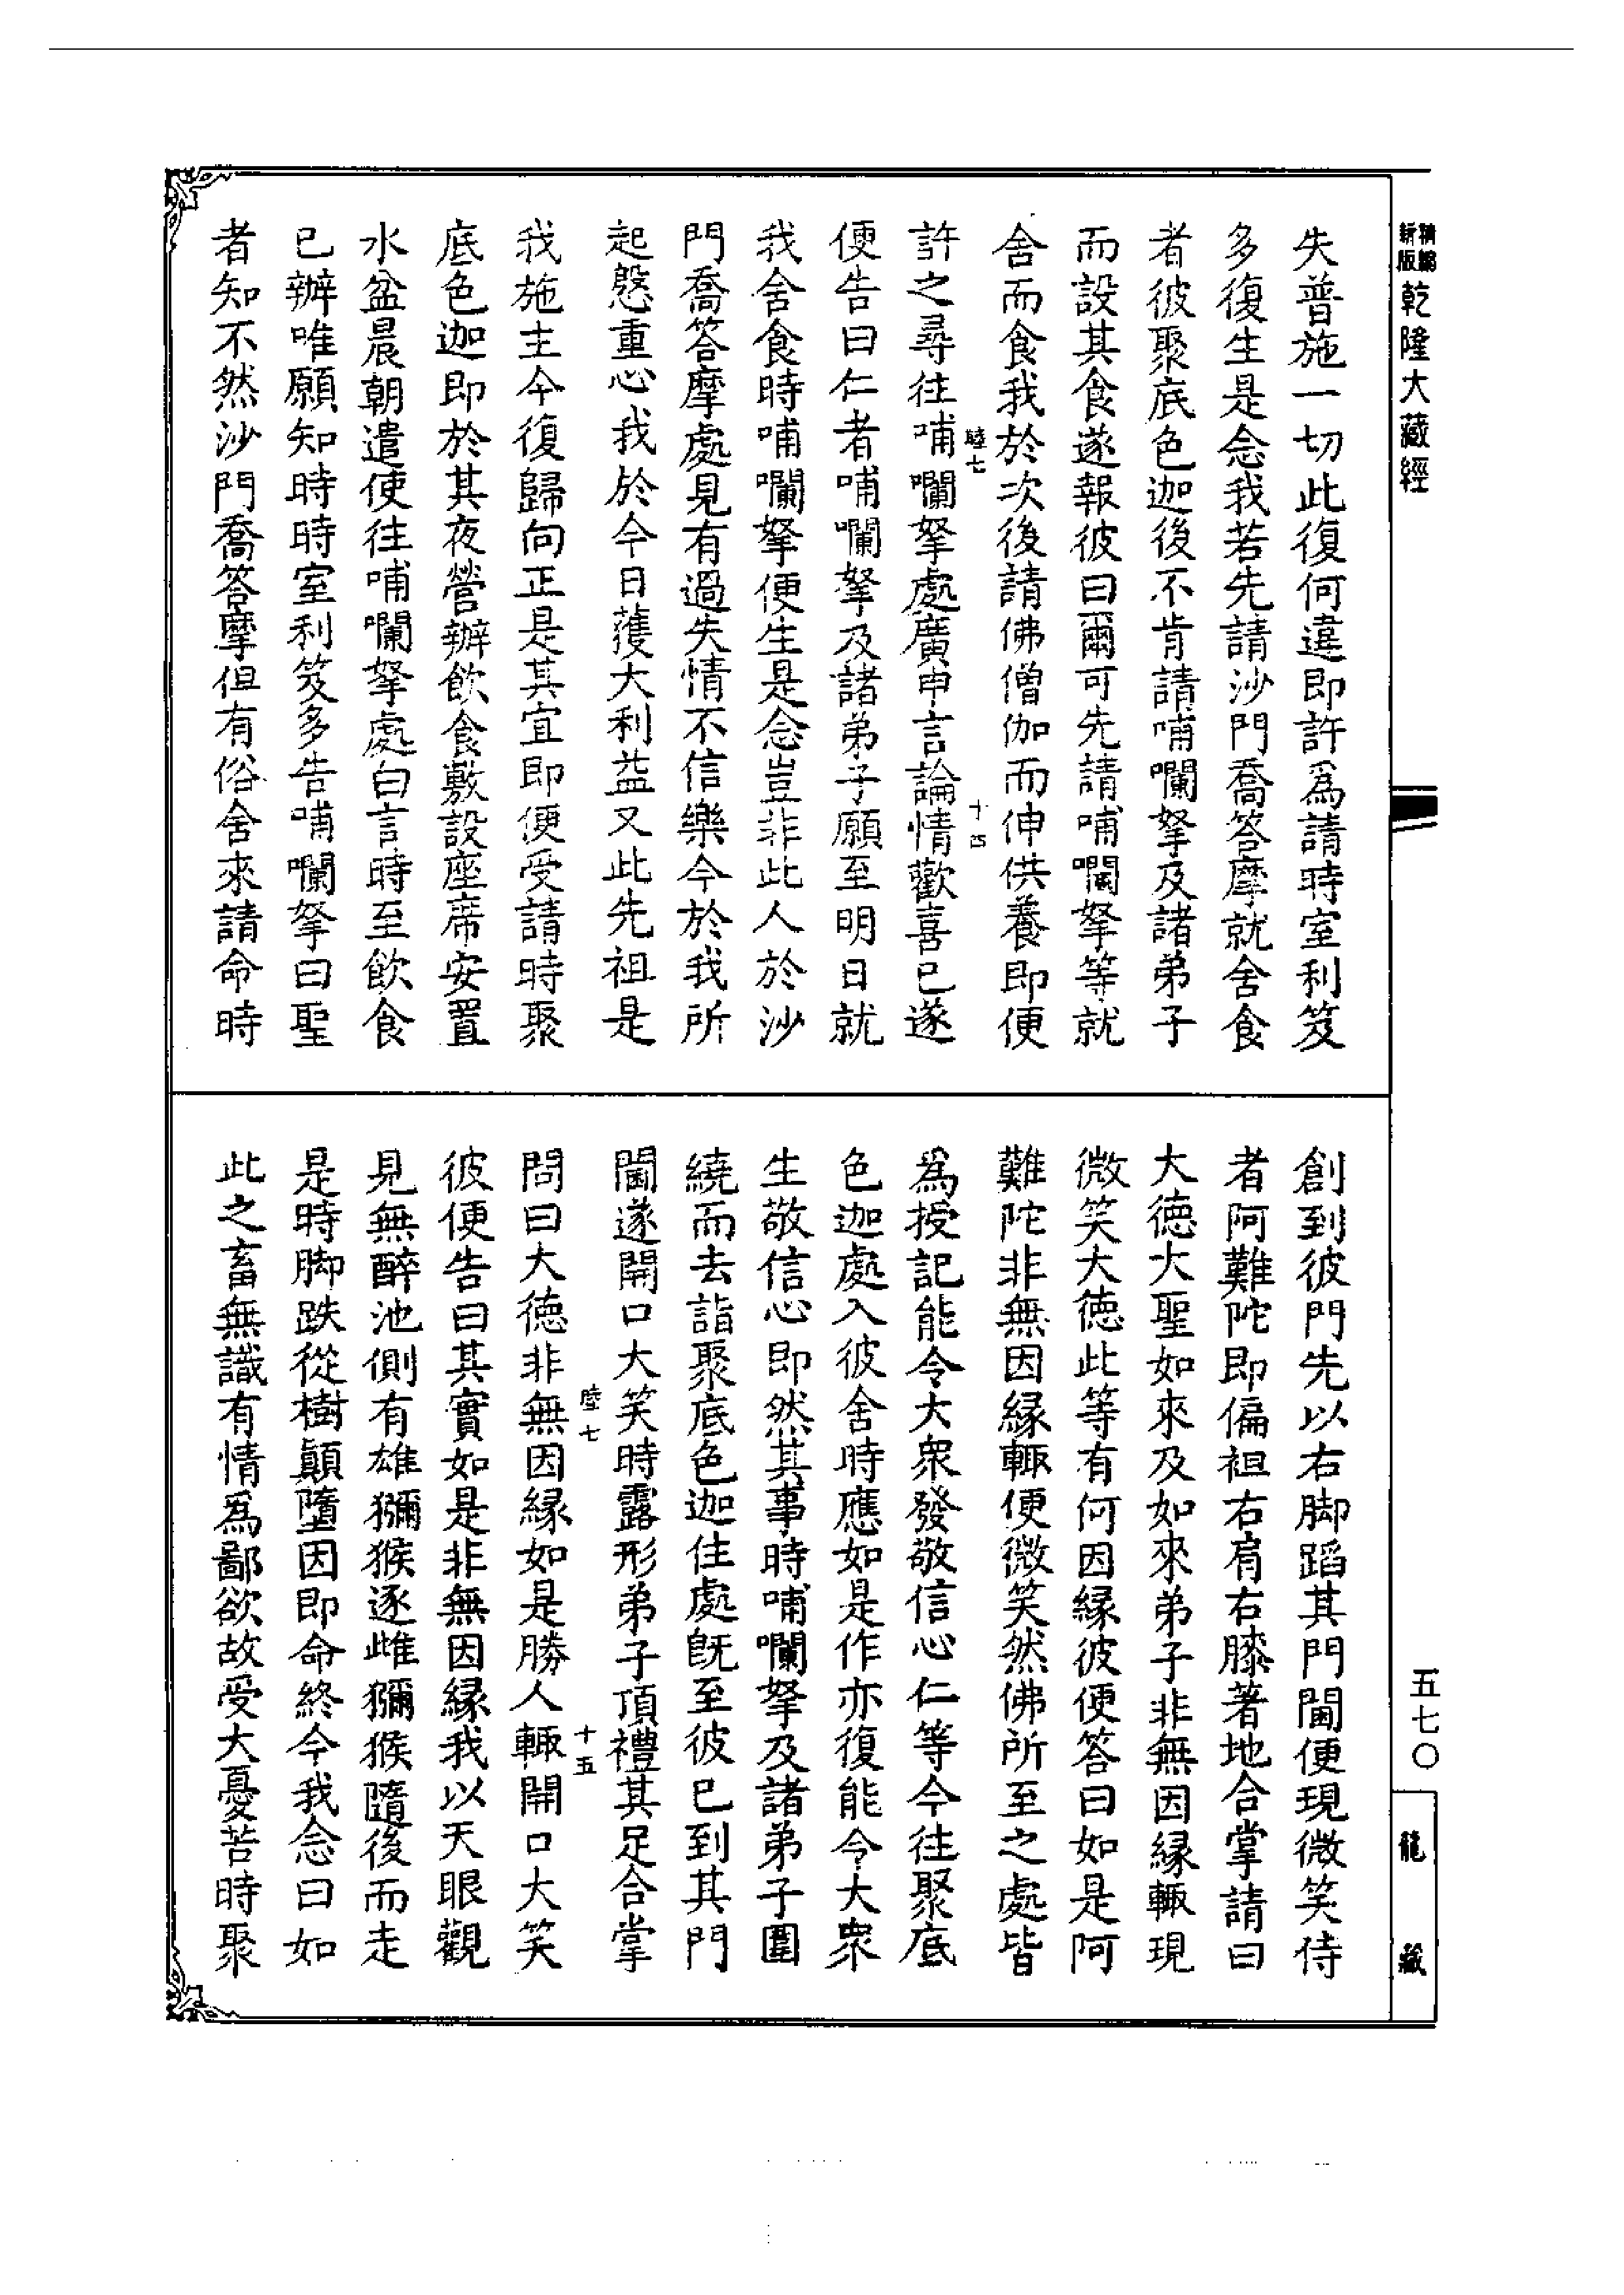 精編
新版
乾隆大藏經
失普施一切此復何違即許爲請時室利笈
多復生是念我若先請沙門喬答摩就舍食
者彼聚底色迦後不肯請哺囒拏及諸弟子
而設其食遂報彼曰爾可先請哺囒拏等就
舍而食我於次後請佛僧伽而伸供養即便
陸七
十四
許之尋往哺囒拏處廣申言論情歡喜已遂
便告曰仁者哺囒拏及諸弟子願至明日就
我舍食時哺囒拏便生是念豈非此人於沙
門喬答摩處見有過失情不信樂今於我所
起慇重心我於今日獲大利益又此先祖是
我施主今復歸向正是其宜即便受請時聚
底色迦即於其夜營辦飲食敷設座席安置
水盆晨朝遣使往哺囒拏處白言時至飲食
已辦唯願知時時室利笈多告哺囒拏曰聖
者知不然沙門喬答摩但有俗舍來請命時
創到彼門先以右脚蹈其門閫便現微笑侍
者阿難陀即偏袒右肩右膝著地合掌請曰
大德大聖如來及如來弟子非無因緣輙現
微笑大德此等有何因緣彼便答曰如是阿
難陀非無因緣輙便微笑然佛所至之處皆
爲授記能令大衆發敬信心仁等今往聚底
色迦處入彼舍時應如是作亦復能令大衆
生敬信心即然其事時哺囒拏及諸弟子圍
繞而去詣聚底色迦住處既至彼已到其門
閫遂開口大笑時露形弟子頂禮其足合掌
陸七
十五
問曰大德非無因緣如是勝人輙開口大笑
彼便告曰其實如是非無因緣我以天眼觀
見無醉池側有雄獼猴逐雌獼猴隨後而走
是時脚跌從樹顛墮因即命終今我念曰如
此之畜無識有情爲鄙欲故受大憂苦時聚
五七〇
龍藏